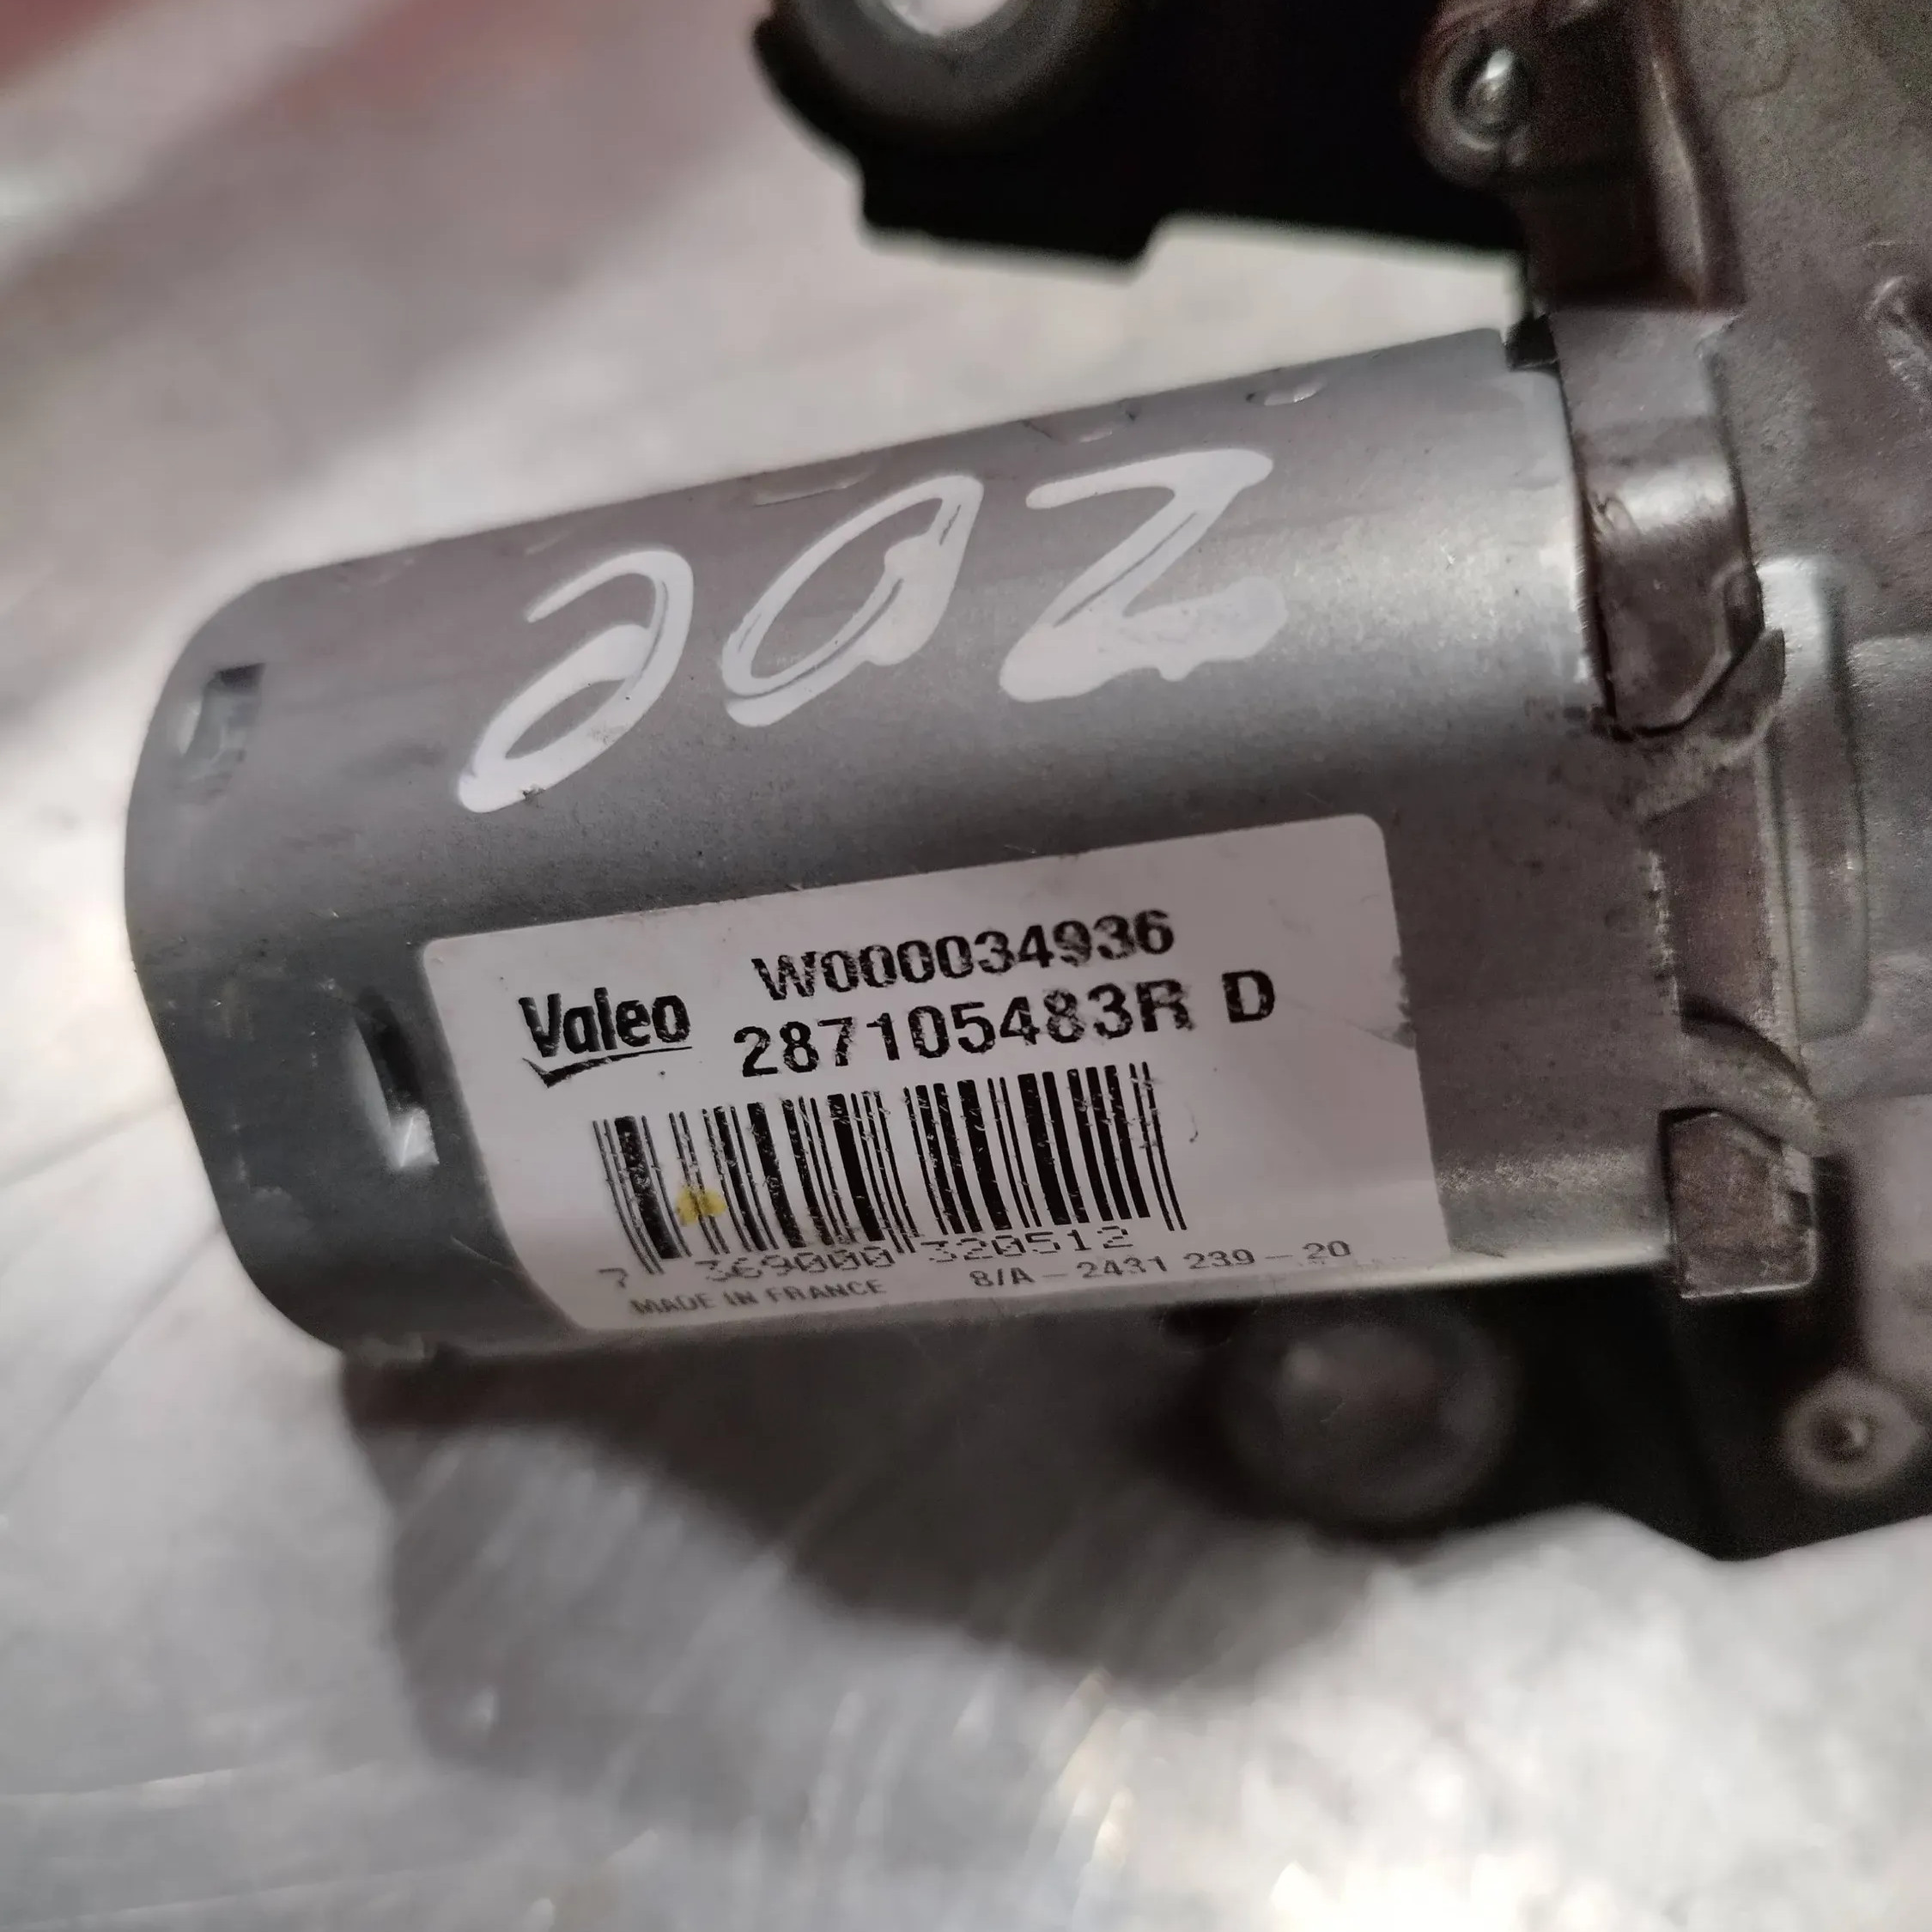 202
W000034936
Valeo
287105483R D
7 369000 320512
MADE IN FRANCE 8/A - 2431 239 - 20